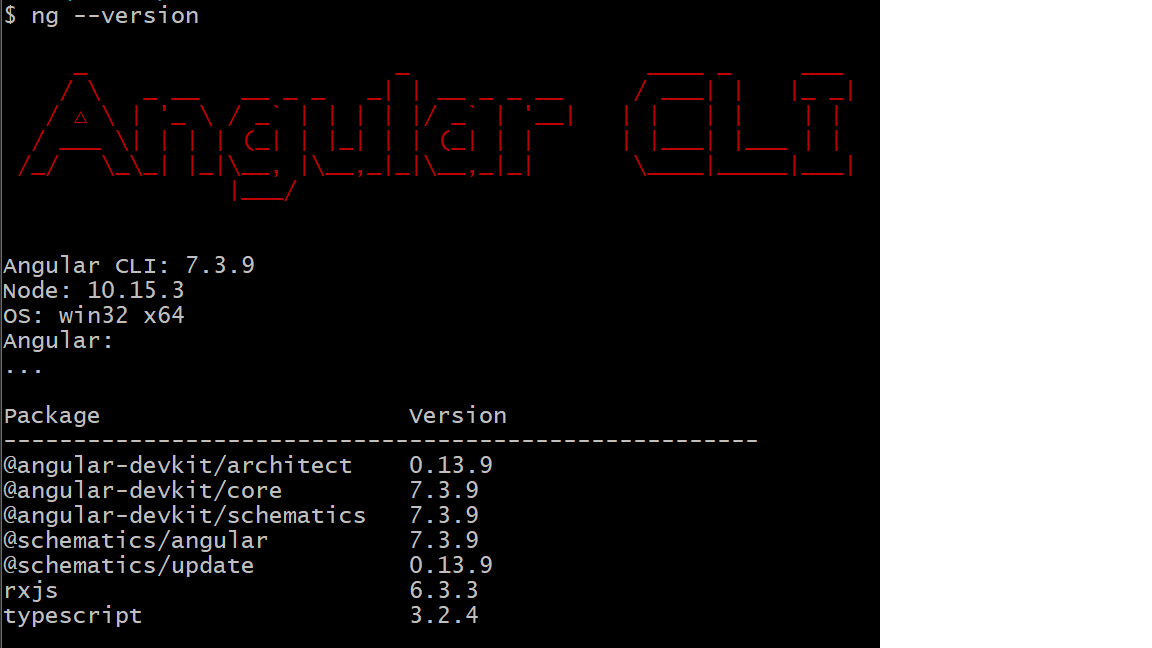 $ ng --version
Angular CLI
Angular CLI: 7.3.9
Node: 10.15.3
OS: win32 x64
Angular:
...
Package Version
------------------------------------------------------
@angular-devkit/architect 0.13.9
@angular-devkit/core 7.3.9
@angular-devkit/schematics 7.3.9
@schematics/angular 7.3.9
@schematics/update 0.13.9
rxjs 6.3.3
typescript 3.2.4